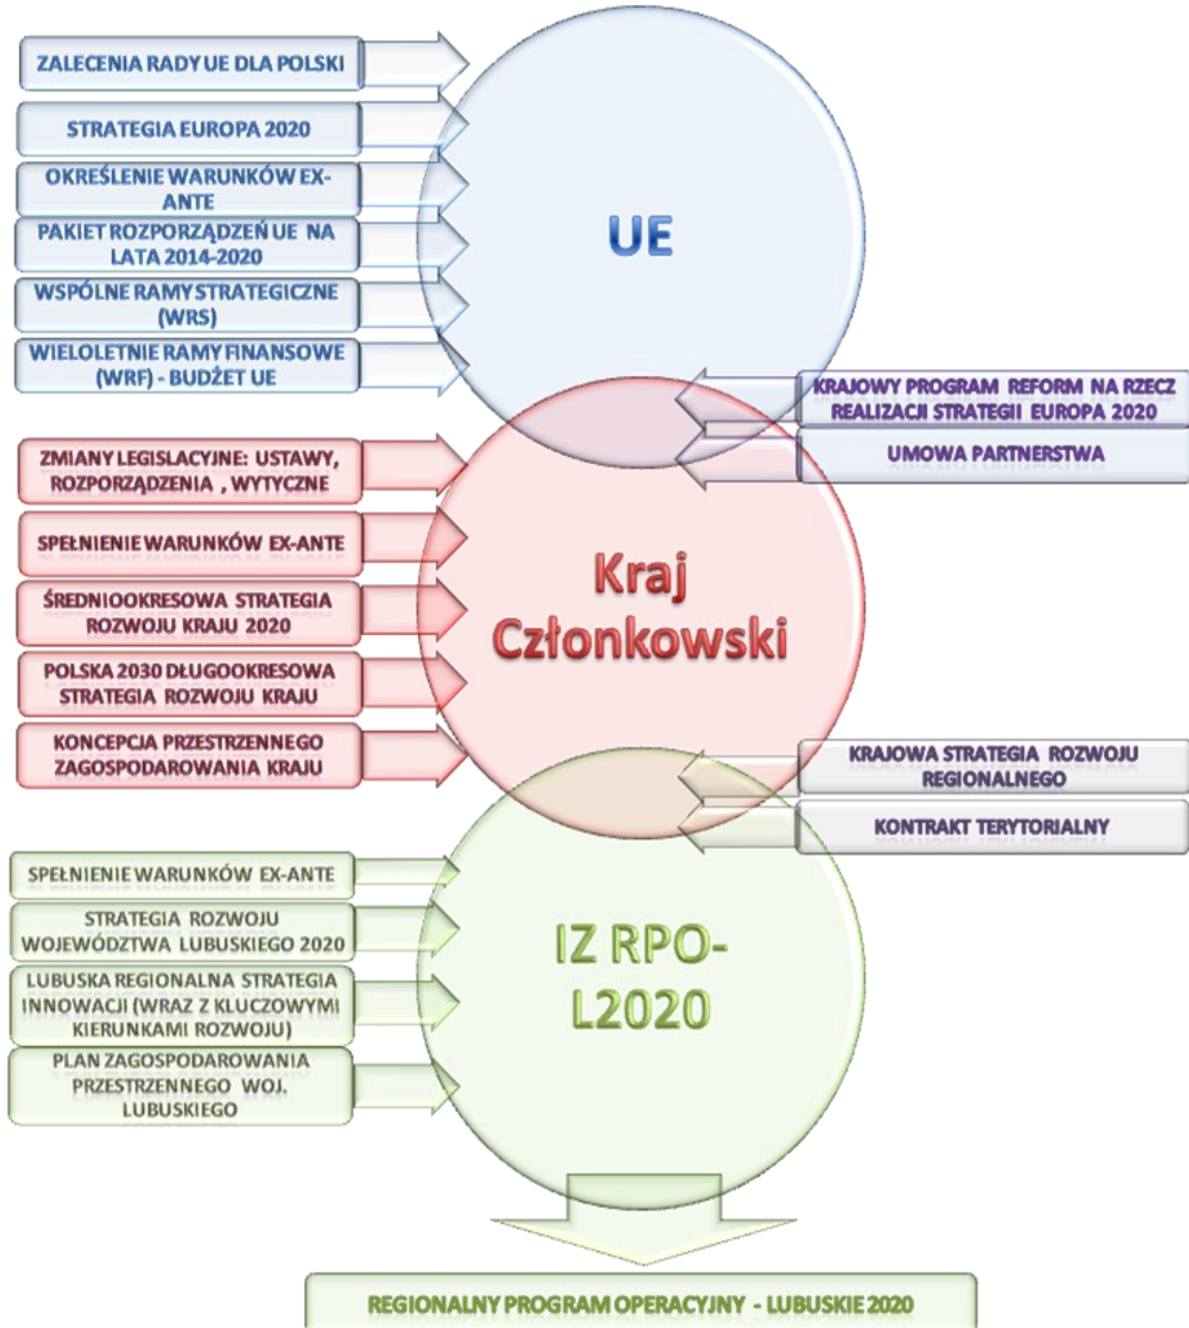 ZALECENIA RADY UE DLA POLSKI
STRATEGIA EUROPA 2020
OKREŚLENIE WARUNKÓW EX-
ANTE
PAKIET ROZPORZĄDZEŃ UE NA
LATA 2014-2020
WSPÓLNE RAMY STRATEGICZNE
(WRS)
WIELOLETNIE RAMY FINANSOWE
(WRF) - BUDŻET UE
UE
KRAJOWY PROGRAM REFORM NA RZECZ
REALIZACJI STRATEGII EUROPA 2020
UMOWA PARTNERSTWA
ZMIANY LEGISLACYJNE: USTAWY,
ROZPORZĄDZENIA , WYTYCZNE
SPEŁNIENIE WARUNKÓW EX-ANTE
ŚREDNIOOKRESOWA STRATEGIA
ROZWOJU KRAJU 2020
POLSKA 2030 DŁUGOOKRESOWA
STRATEGIA ROZWOJU KRAJU
KONCEPCJA PRZESTRZENNEGO
ZAGOSPODAROWANIA KRAJU
Kraj
Członkowski
KRAJOWA STRATEGIA ROZWOJU
REGIONALNEGO
KONTRAKT TERYTORIALNY
SPEŁNIENIE WARUNKÓW EX-ANTE
STRATEGIA ROZWOJU
WOJEWÓDZTWA LUBUSKIEGO 2020
LUBUSKA REGIONALNA STRATEGIA
INNOWACJI (WRAZ Z KLUCZOWYMI
KIERUNKAMI ROZWOJU)
PLAN ZAGOSPODAROWANIA
PRZESTRZENNEGO WOJ.
LUBUSKIEGO
IZ RPO-
L2020
REGIONALNY PROGRAM OPERACYJNY - LUBUSKIE 2020